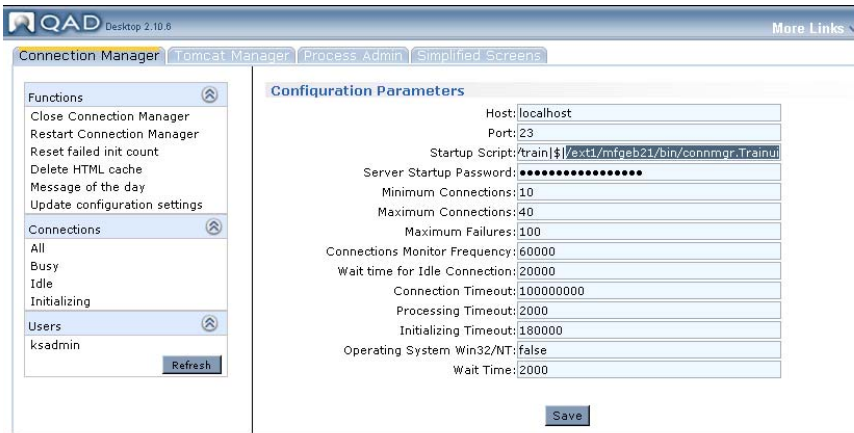 QAD Desktop 2.10.6
More Links
Connection Manager Tomcat Manager Process Admin Simplified Screens
Functions
Close Connection Manager
Restart Connection Manager
Reset failed init count
Delete HTML cache
Message of the day
Update configuration settings
Connections
All
Busy
Idle
Initializing
Users
ksadmin
Refresh
Configuration Parameters
Host: localhost
Port: 23
Startup Script: /train|$|/ext1/mfgeb21/bin/connmgr.Trainui
Server Startup Password: •••••••••••••••••
Minimum Connections: 10
Maximum Connections: 40
Maximum Failures: 100
Connections Monitor Frequency: 60000
Wait time for Idle Connection: 20000
Connection Timeout: 100000000
Processing Timeout: 2000
Initializing Timeout: 180000
Operating System Win32/NT: false
Wait Time: 2000
Save